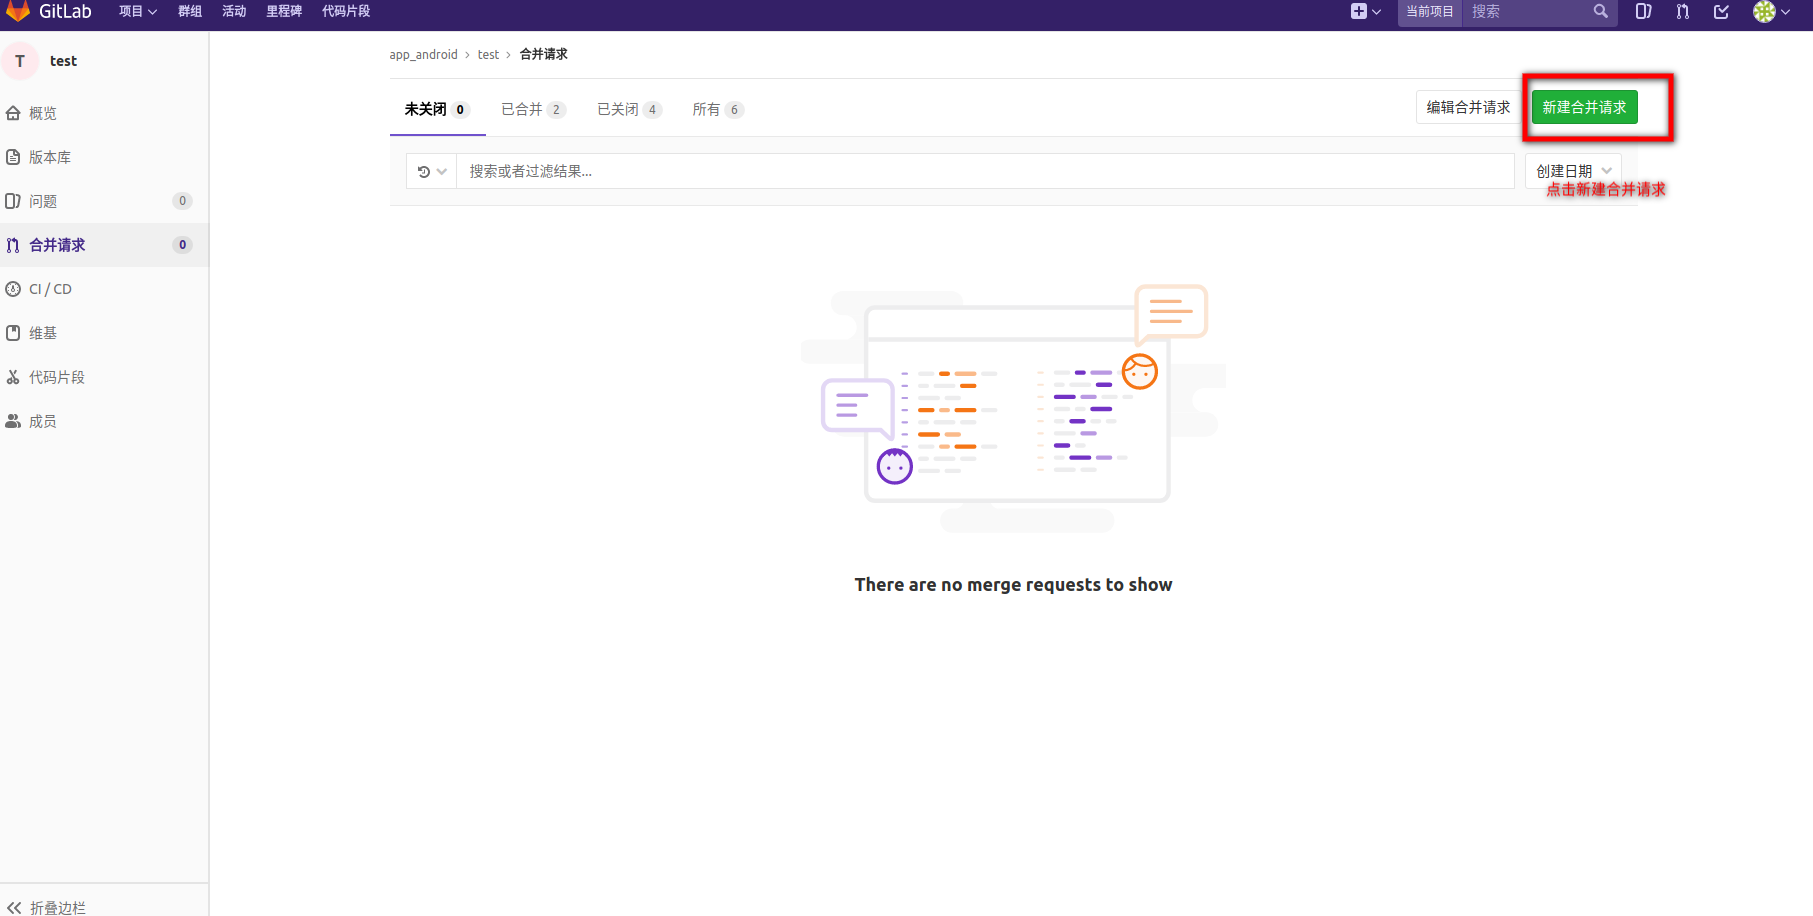 GitLab 项目 群组 活动 里程碑 代码片段 当前项目 搜索
T test
概览
版本库
问题 0
合并请求 0
CI / CD
维基
代码片段
成员
折叠边栏
app_android › test › 合并请求
未关闭 0 已合并 2 已关闭 4 所有 6 编辑合并请求 新建合并请求
搜索或者过滤结果... 创建日期
点击新建合并请求
There are no merge requests to show